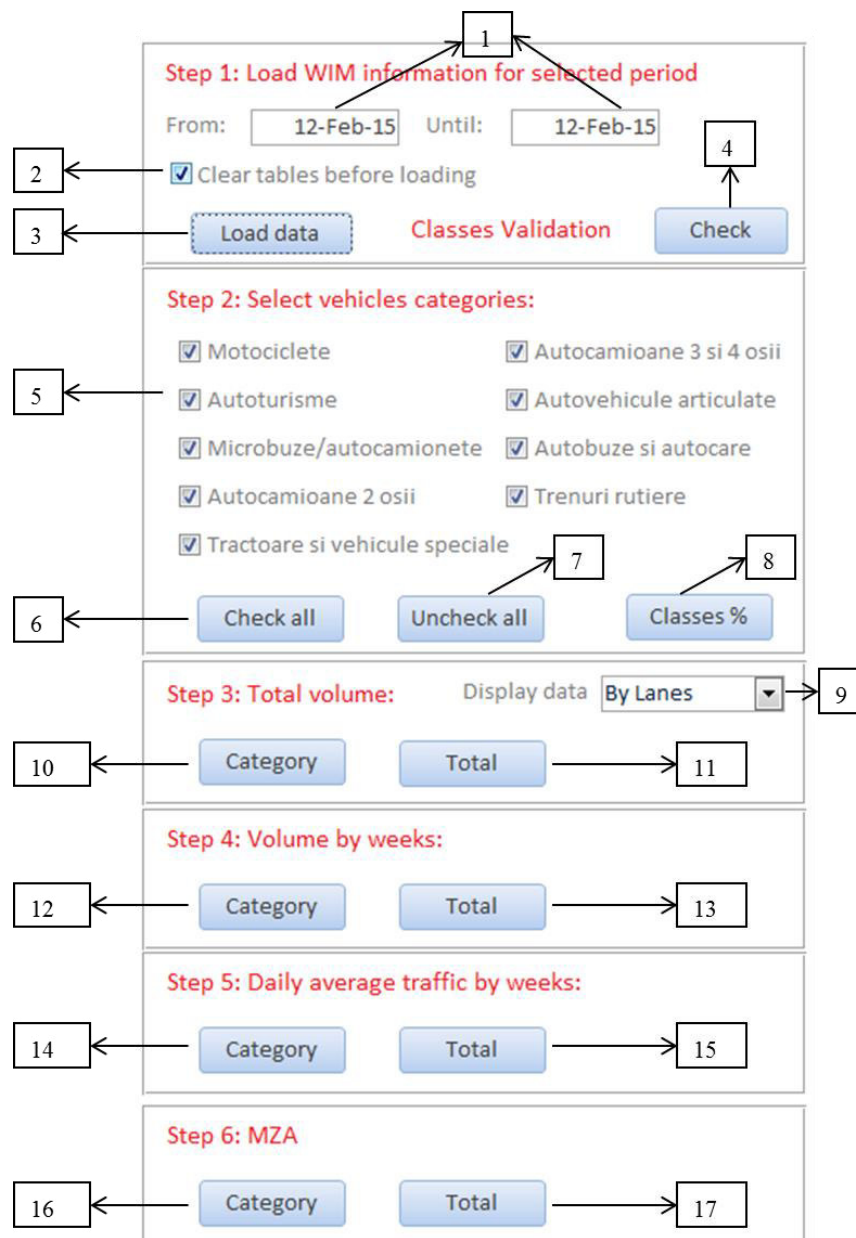 1
Step 1: Load WIM information for selected period
From: 12-Feb-15 Until: 12-Feb-15
4
2 Clear tables before loading
3 Load data Classes Validation Check
Step 2: Select vehicles categories:
Motociclete Autocamioane 3 si 4 osii
5 Autoturisme Autovehicule articulate
Microbuze/autocamionete Autobuze si autocare
Autocamioane 2 osii Trenuri rutiere
Tractoare si vehicule speciale
7 8
6 Check all Uncheck all Classes %
Step 3: Total volume: Display data By Lanes 9
10 Category Total 11
Step 4: Volume by weeks:
12 Category Total 13
Step 5: Daily average traffic by weeks:
14 Category Total 15
Step 6: MZA
16 Category Total 17